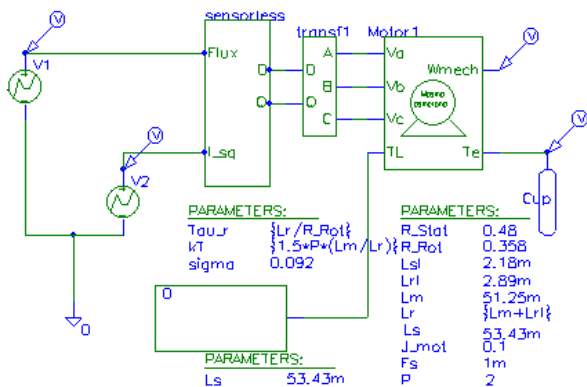 sensorless
transf1
Motor1
V
V
V1
Flux
A
Va
Wmech
D
D
B
Vb
O
O
C
Vc
V
V
I_sq
TL
Te
V2
Cup
PARAMETERS:
Tau_r {Lr/R_Rot}
kT {1.5*P*(Lm/Lr)}
sigma 0.092
PARAMETERS:
R_Stat 0.48
R_Rot 0.358
Lsl 2.18m
Lrl 2.89m
Lm 51.25m
Lr {Lm+Lrl}
Ls 53.43m
J_mot 0.1
Fs 1m
P 2
0
0
PARAMETERS:
Ls 53.43m